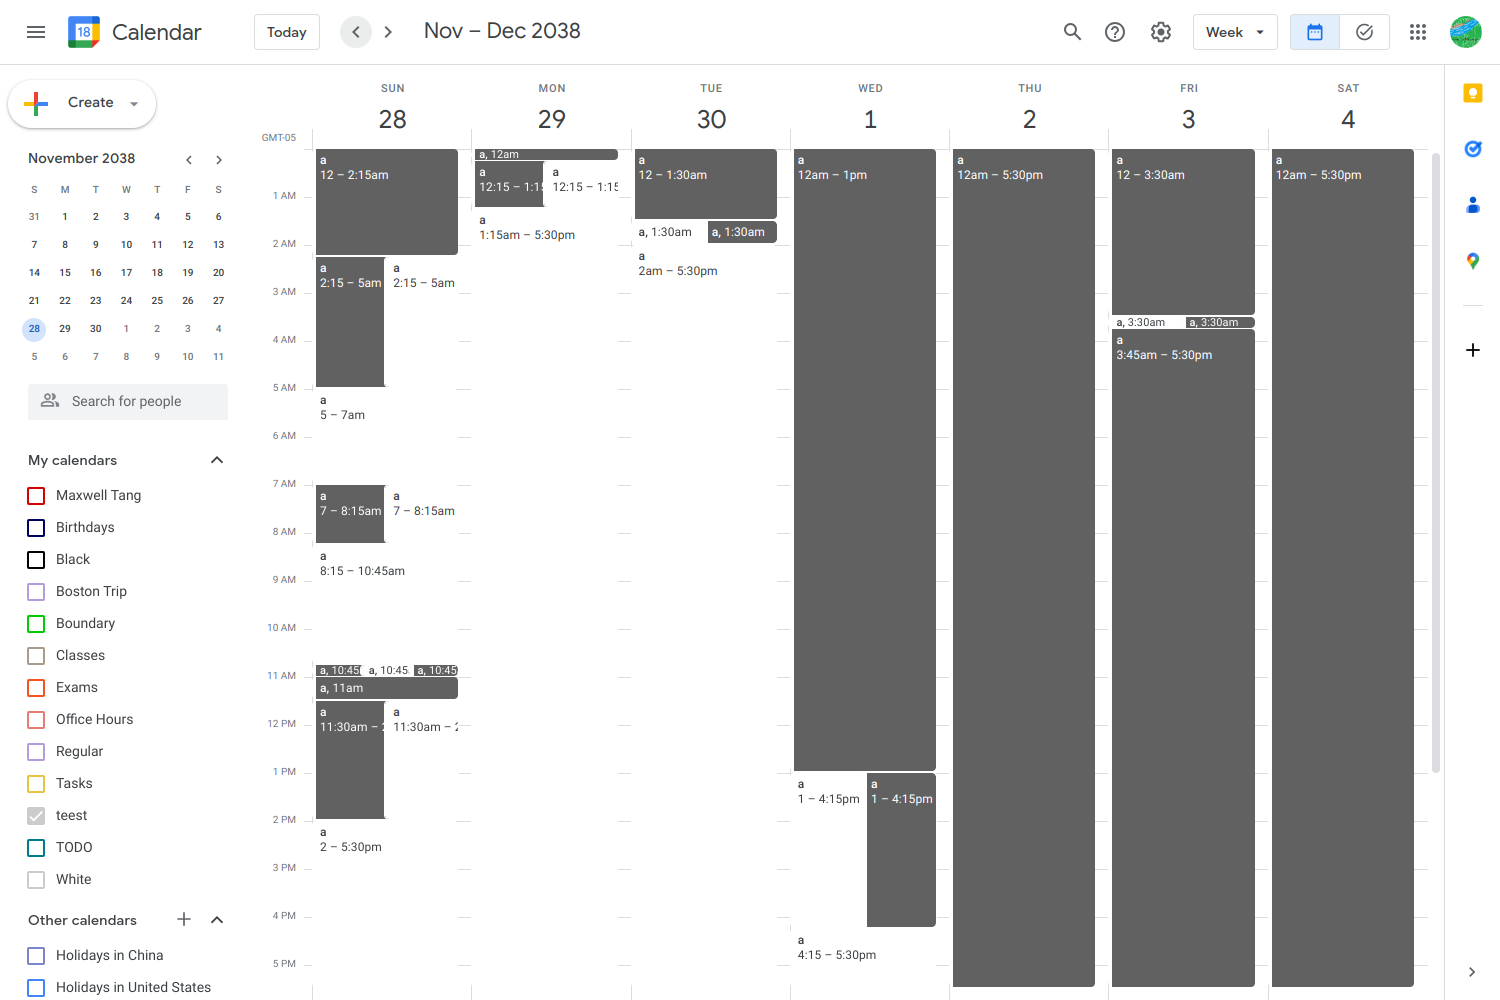 18 Calendar
Today
Nov – Dec 2038
Week
Create
November 2038
S M T W T F S
31 1 2 3 4 5 6
7 8 9 10 11 12 13
14 15 16 17 18 19 20
21 22 23 24 25 26 27
28 29 30 1 2 3 4
5 6 7 8 9 10 11
Search for people
My calendars
Maxwell Tang
Birthdays
Black
Boston Trip
Boundary
Classes
Exams
Office Hours
Regular
Tasks
teest
TODO
White
Other calendars
Holidays in China
Holidays in United States
GMT-05
1 AM
2 AM
3 AM
4 AM
5 AM
6 AM
7 AM
8 AM
9 AM
10 AM
11 AM
12 PM
1 PM
2 PM
3 PM
4 PM
5 PM
SUN
28
a
12 – 2:15am
a
2:15 – 5am
a
2:15 – 5am
a
5 – 7am
a
7 – 8:15am
a
7 – 8:15am
a
8:15 – 10:45am
a, 10:45
a, 10:45
a, 10:45
a, 11am
a
11:30am –
a
11:30am –
a
2 – 5:30pm
MON
29
a, 12am
a
12:15 – 1:15
a
12:15 – 1:15
a
1:15am – 5:30pm
TUE
30
a
12 – 1:30am
a, 1:30am
a, 1:30am
a
2am – 5:30pm
WED
1
a
12am – 1pm
a
1 – 4:15pm
a
1 – 4:15pm
a
4:15 – 5:30pm
THU
2
a
12am – 5:30pm
FRI
3
a
12 – 3:30am
a, 3:30am
a, 3:30am
a
3:45am – 5:30pm
SAT
4
a
12am – 5:30pm